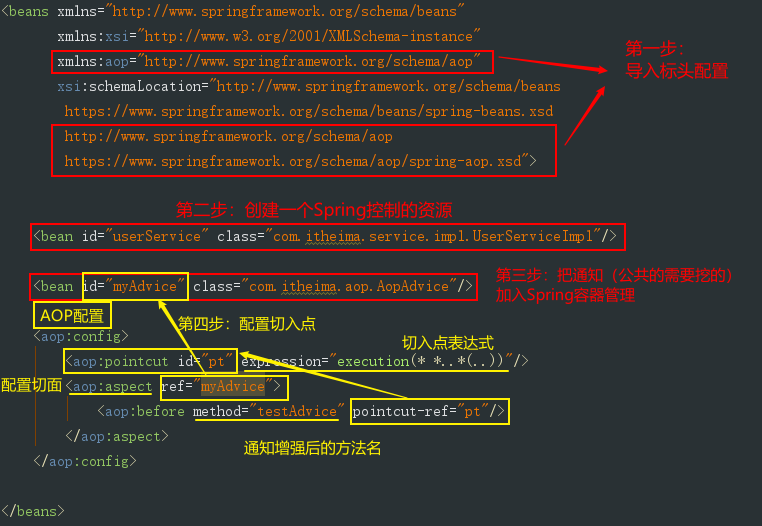 <beans xmlns="http://www.springframework.org/schema/beans"
xmlns:xsi="http://www.w3.org/2001/XMLSchema-instance"
xmlns:aop="http://www.springframework.org/schema/aop"
xsi:schemaLocation="http://www.springframework.org/schema/beans
https://www.springframework.org/schema/beans/spring-beans.xsd
http://www.springframework.org/schema/aop
https://www.springframework.org/schema/aop/spring-aop.xsd">
第一步：
导入标头配置
第二步：创建一个Spring控制的资源
<bean id="userService" class="com.itheima.service.impl.UserServiceImpl"/>
<bean id="myAdvice" class="com.itheima.aop.AopAdvice"/>
第三步：把通知（公共的需要挖的）
加入Spring容器管理
AOP配置
第四步：配置切入点
<aop:config>
切入点表达式
<aop:pointcut id="pt" expression="execution(* *..*(..))"/>
配置切面
<aop:aspect ref="myAdvice">
<aop:before method="testAdvice" pointcut-ref="pt"/>
</aop:aspect>
通知增强后的方法名
</aop:config>
</beans>